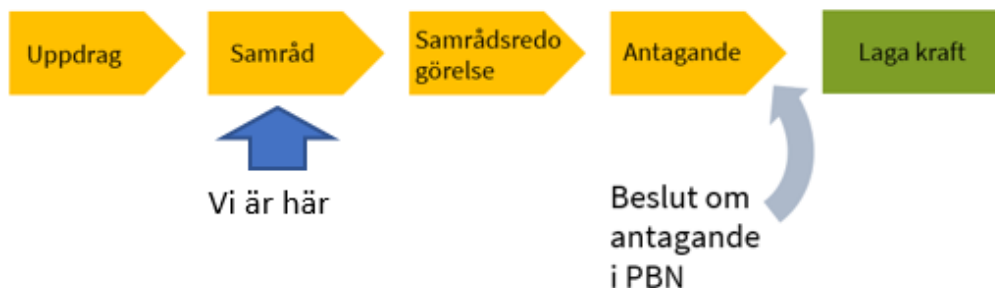 Uppdrag
Samråd
Samrådsredo
görelse
Antagande
Laga kraft
Vi är här
Beslut om
antagande
i PBN